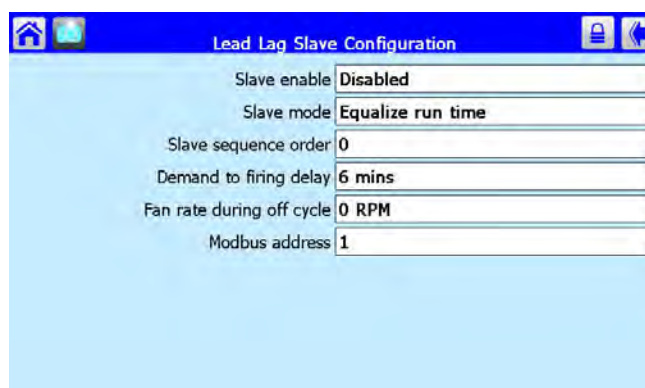 Lead Lag Slave Configuration
Slave enable Disabled
Slave mode Equalize run time
Slave sequence order 0
Demand to firing delay 6 mins
Fan rate during off cycle 0 RPM
Modbus address 1